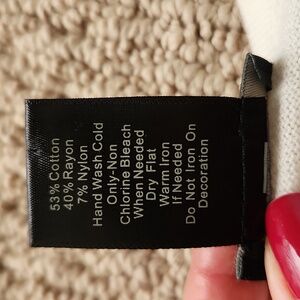 53% Cotton
40% Rayon
7% Nylon
Hand Wash Cold
Only-Non
Chlorine Bleach
When Needed
Dry Flat
Warm Iron
If Needed
Do Not Iron On
Decoration